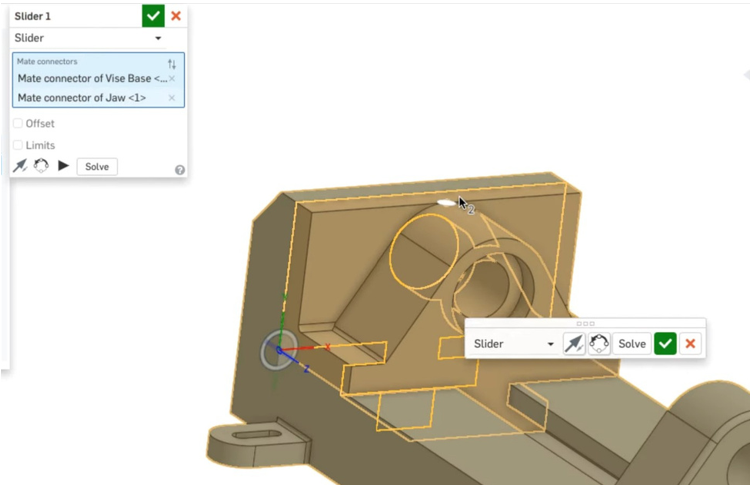 Slider 1
Slider
Mate connectors
Mate connector of Vise Base <...
Mate connector of Jaw <1>
Offset
Limits
Solve
2
X
Z
Slider
Solve